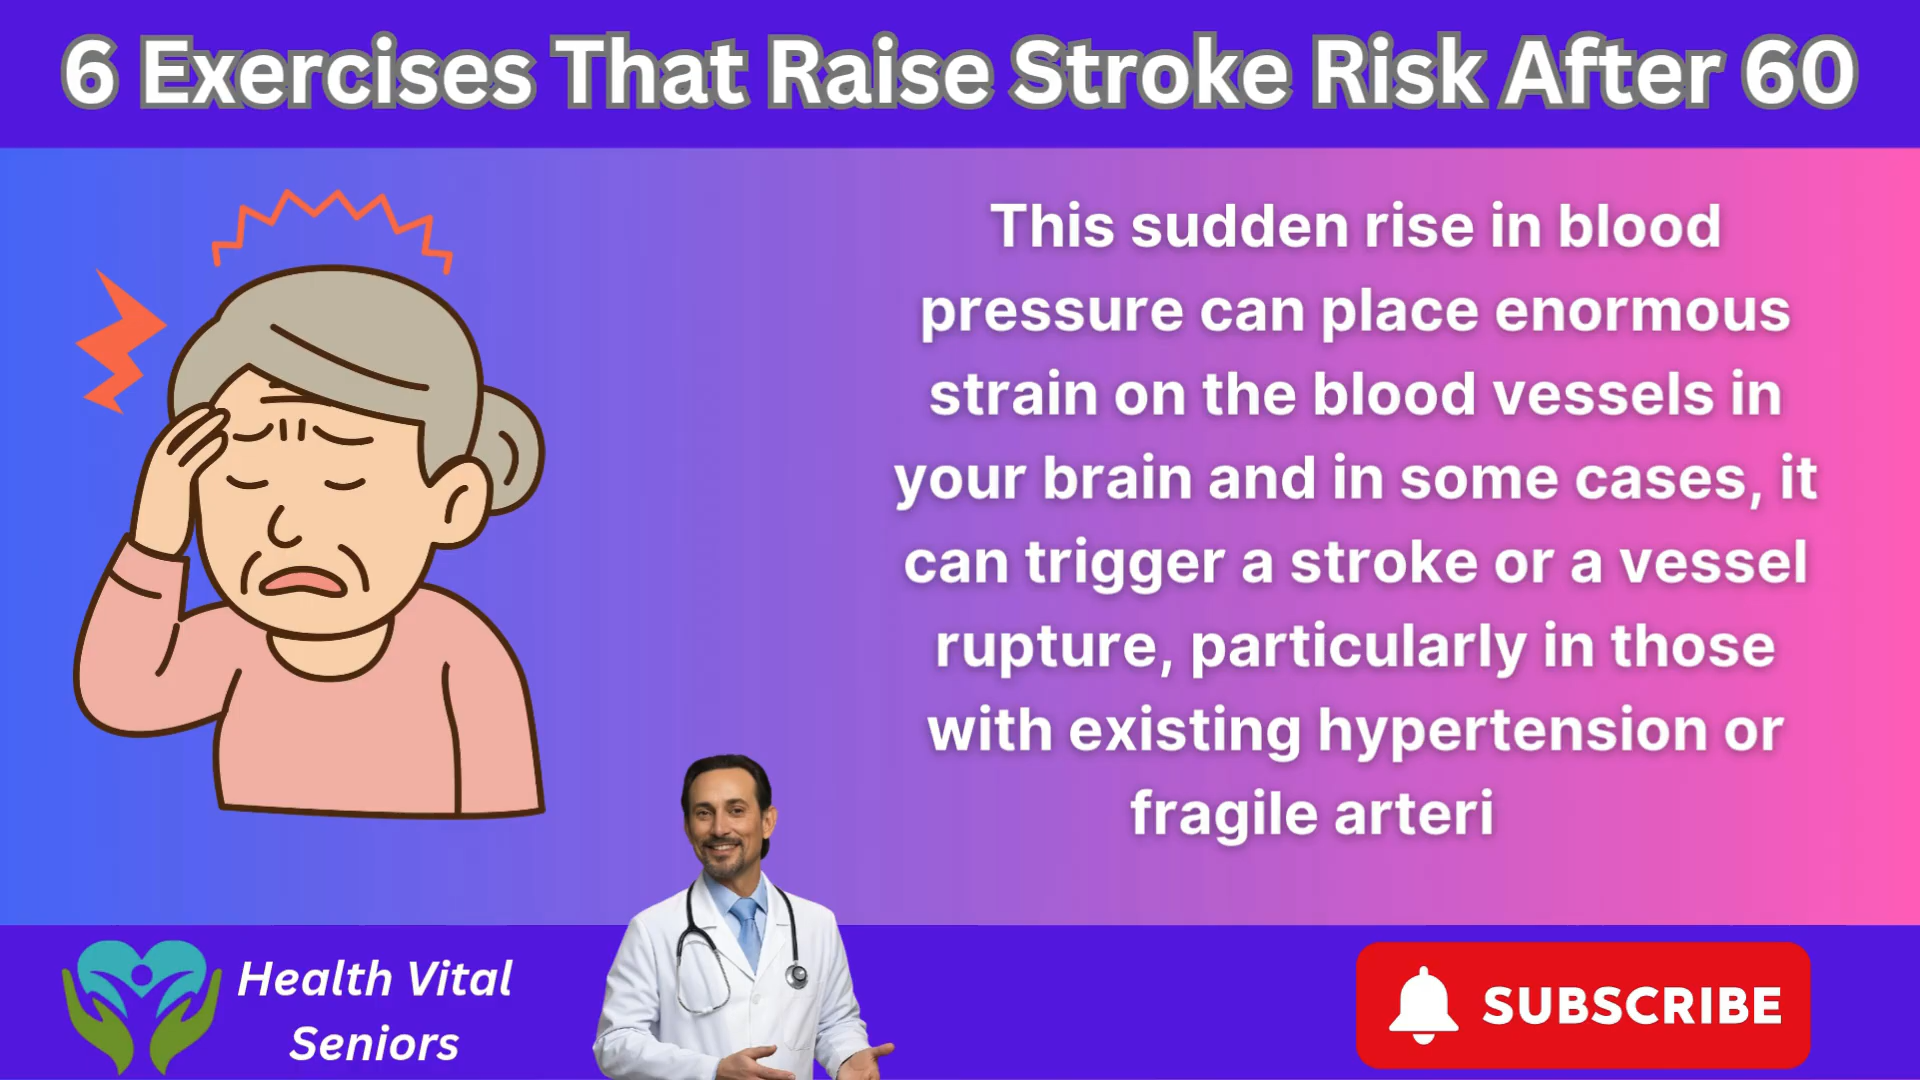 6 Exercises That Raise Stroke Risk After 60
This sudden rise in blood
pressure can place enormous
strain on the blood vessels in
your brain and in some cases, it
can trigger a stroke or a vessel
rupture, particularly in those
with existing hypertension or
fragile arteri
Health Vital
Seniors
SUBSCRIBE